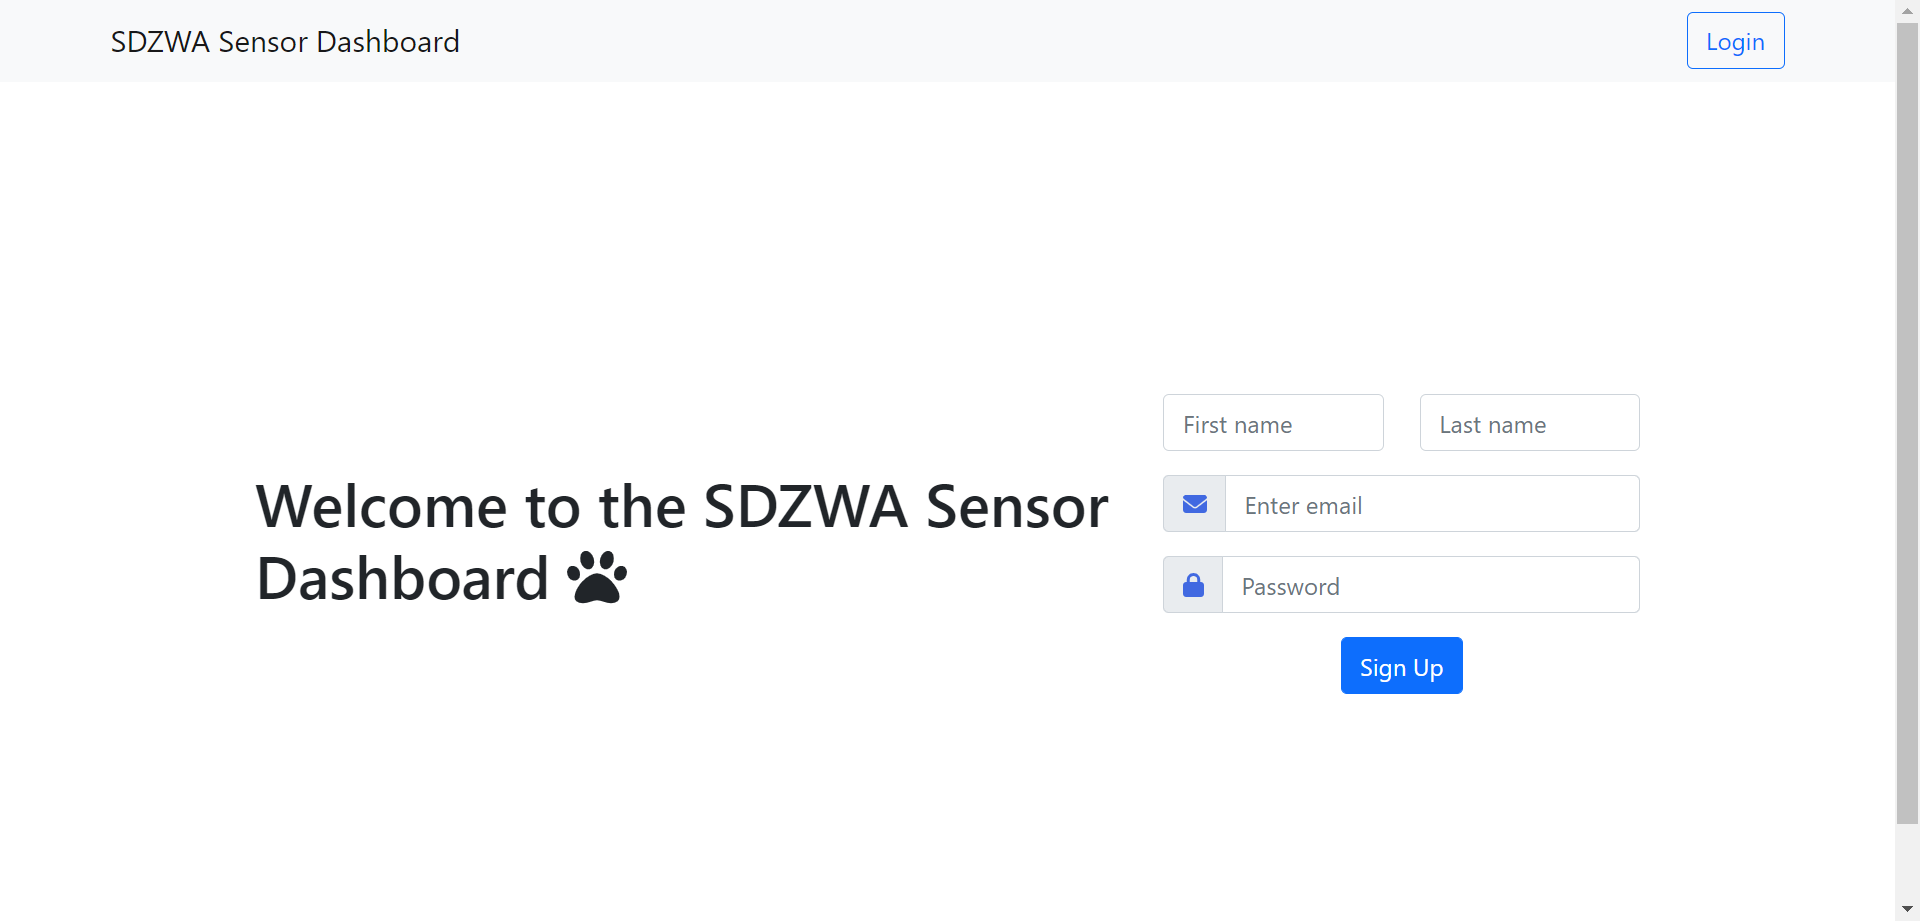 SDZWA Sensor Dashboard
Login
Welcome to the SDZWA Sensor
Dashboard
First name
Last name
Enter email
Password
Sign Up